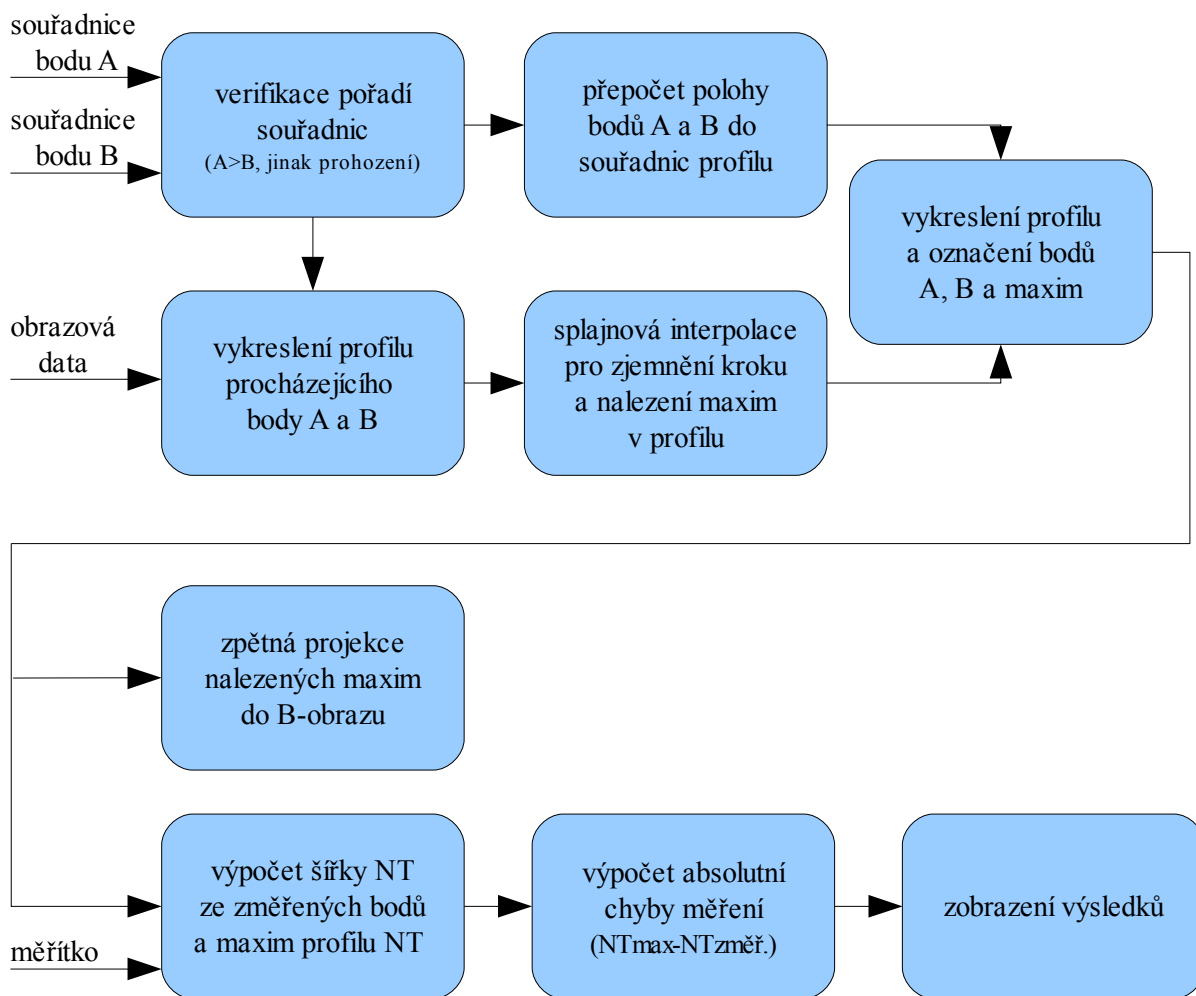 souřadnice
bodu A
souřadnice
bodu B
verifikace pořadí
souřadnic
(A>B, jinak prohození)
přepočet polohy
bodů A a B do
souřadnic profilu
vykreslení profilu
a označení bodů
A, B a maxim
obrazová
data
vykreslení profilu
procházejícího
body A a B
splajnová interpolace
pro zjemnění kroku
a nalezení maxim
v profilu
zpětná projekce
nalezených maxim
do B-obrazu
výpočet šířky NT
ze změřených bodů
a maxim profilu NT
měřítko
výpočet absolutní
chyby měření
(NTmax-NTzměř.)
zobrazení výsledků